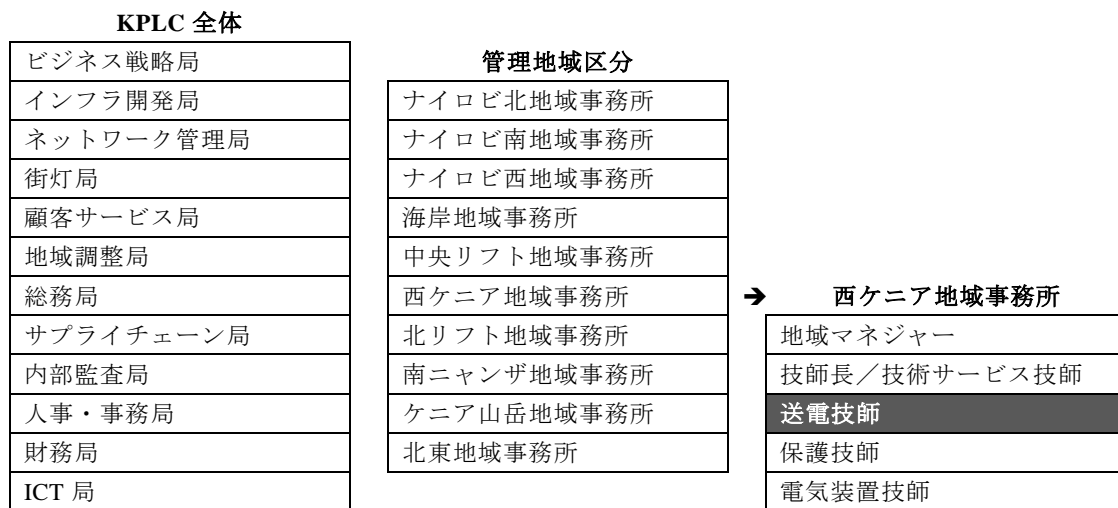 KPLC 全体
ビジネス戦略局
インフラ開発局
ネットワーク管理局
街灯局
顧客サービス局
地域調整局
総務局
サプライチェーン局
内部監査局
人事・事務局
財務局
ICT 局
管理地域区分
ナイロビ北地域事務所
ナイロビ南地域事務所
ナイロビ西地域事務所
海岸地域事務所
中央リフト地域事務所
西ケニア地域事務所
北リフト地域事務所
南ニャンザ地域事務所
ケニア山岳地域事務所
北東地域事務所
➔ 西ケニア地域事務所
地域マネジャー
技師長／技術サービス技師
送電技師
保護技師
電気装置技師